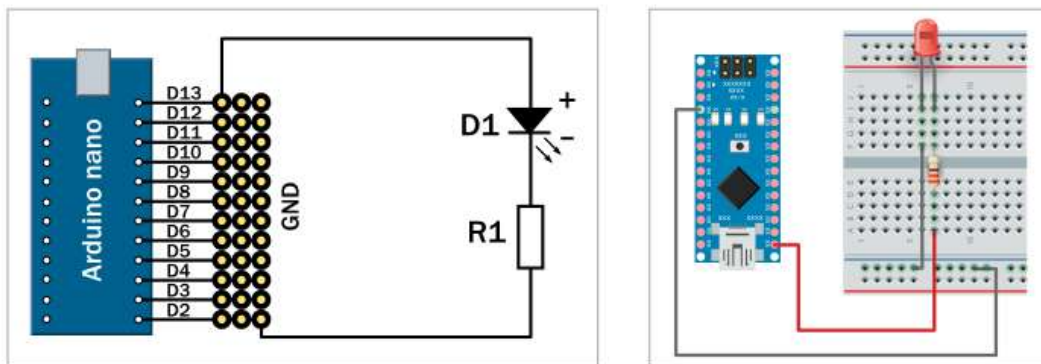 Arduino nano
D13
D12
D11
D10
D9
D8
D7
D6
D5
D4
D3
D2
GND
D1
+
-
R1